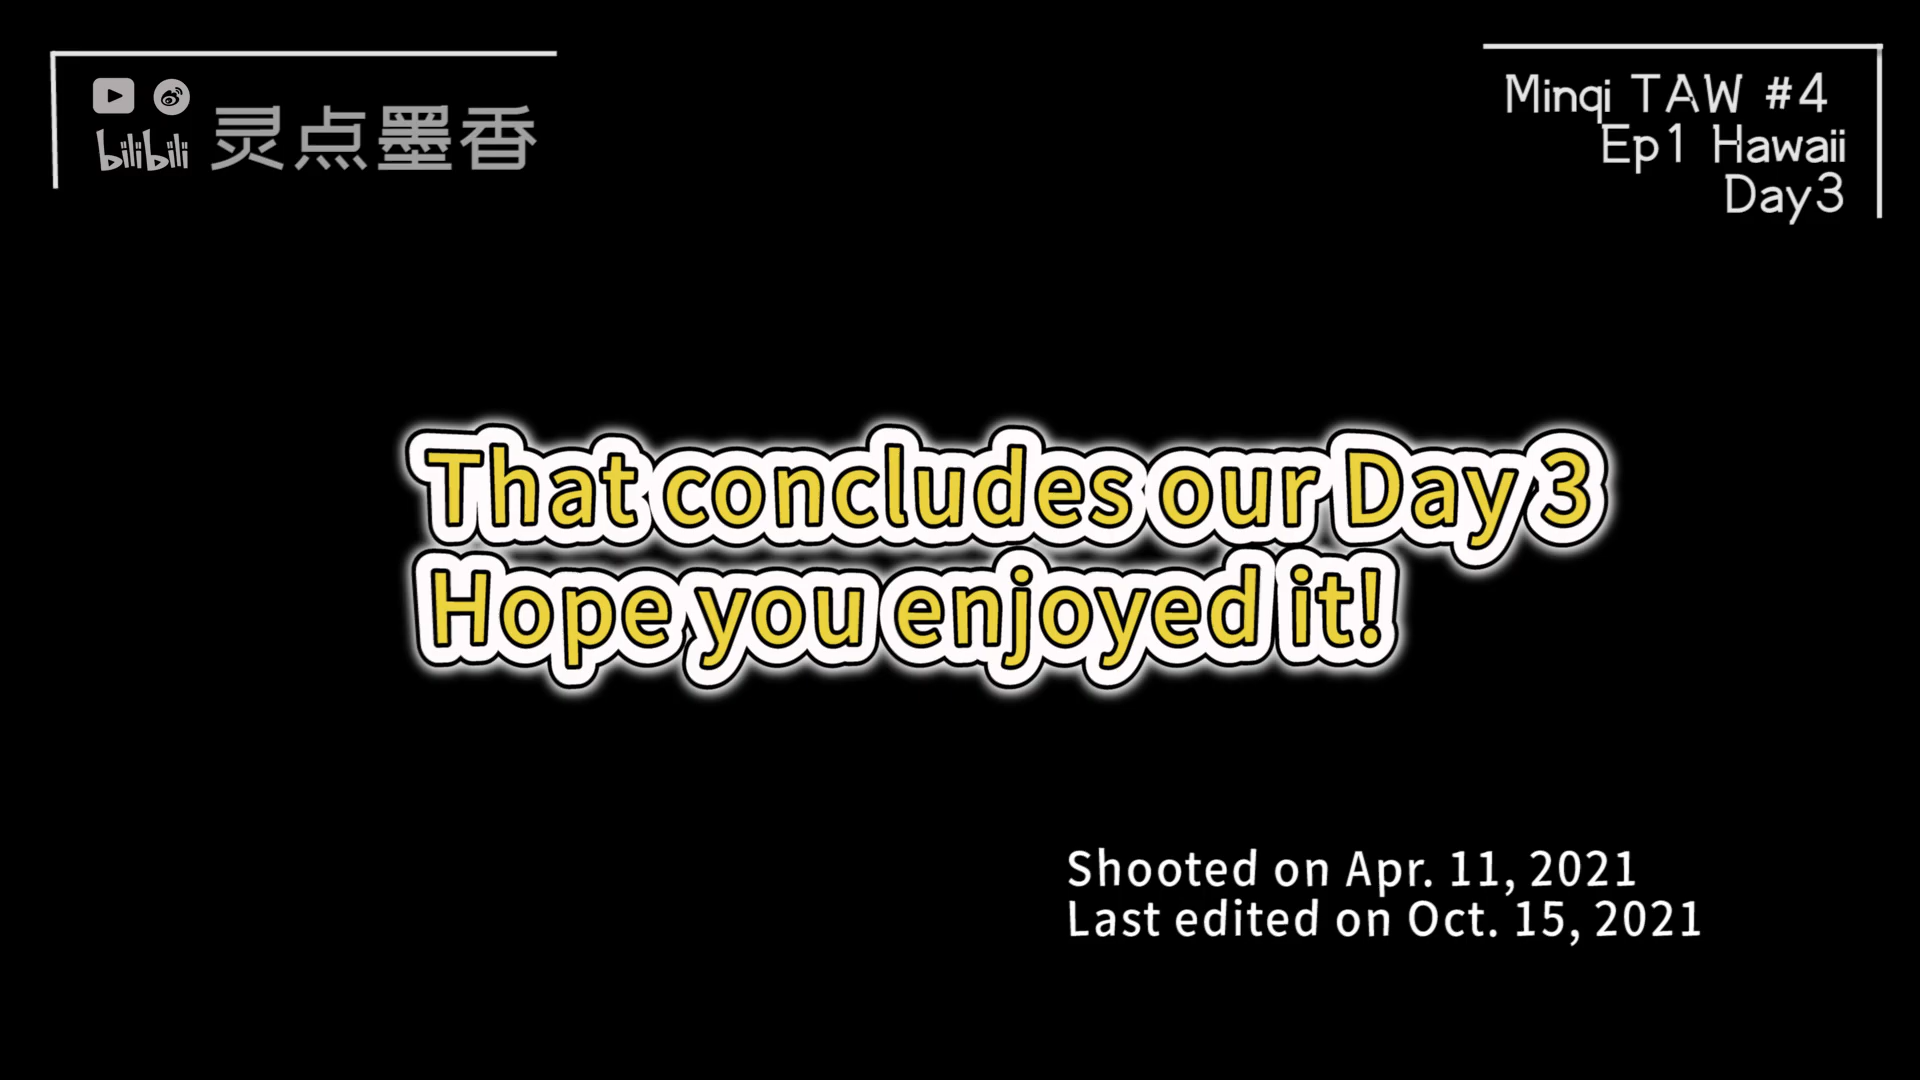 bilibili 灵点墨香
Minqi TAW #4
Ep1 Hawaii
Day3
That concludes our Day 3
Hope you enjoyed it!
Shooted on Apr. 11, 2021
Last edited on Oct. 15, 2021